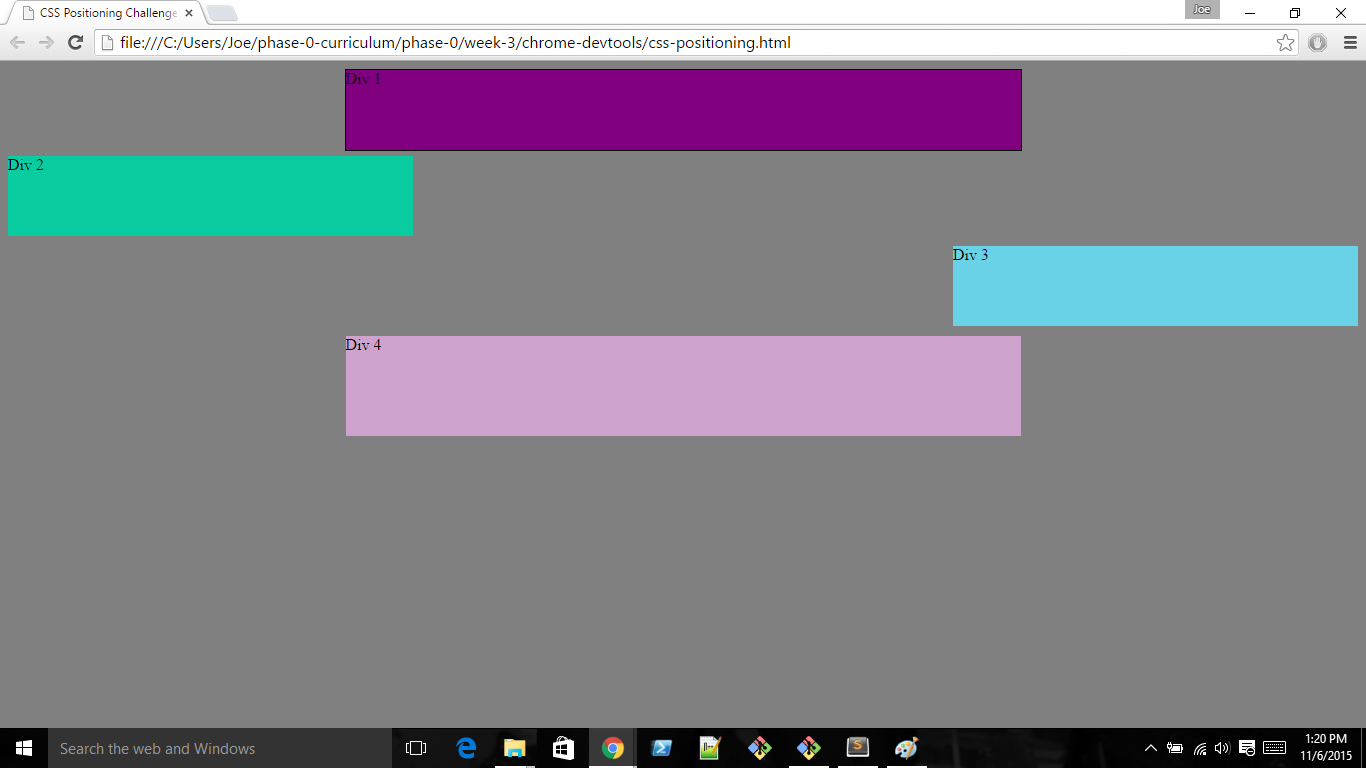 CSS Positioning Challenge
Joe
file:///C:/Users/Joe/phase-0-curriculum/phase-0/week-3/chrome-devtools/css-positioning.html
Div 1
Div 2
Div 3
Div 4
Search the web and Windows
1:20 PM
11/6/2015